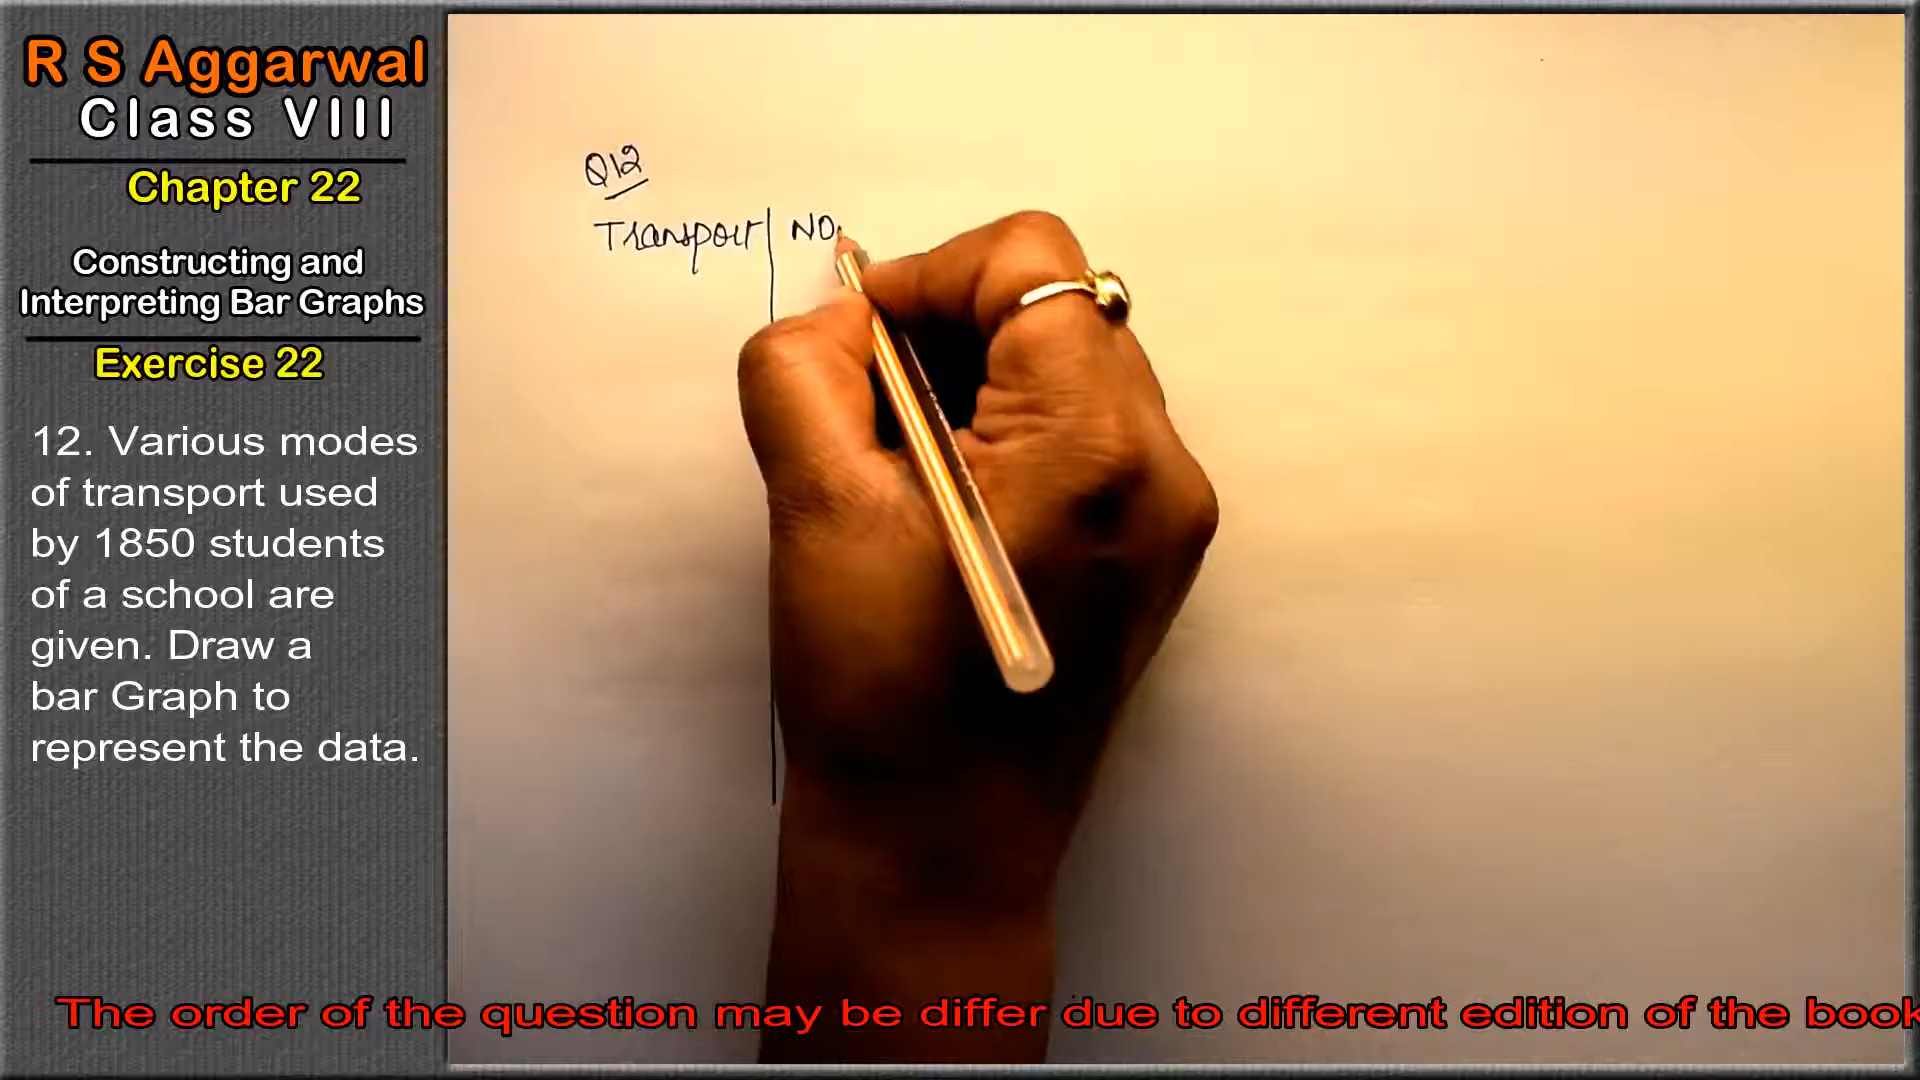 R S Aggarwal
Class VIII
Chapter 22
Constructing and
Interpreting Bar Graphs
Exercise 22
12. Various modes
of transport used
by 1850 students
of a school are
given. Draw a
bar Graph to
represent the data.
Q12
Transport NO.
The order of the question may be differ due to different edition of the book